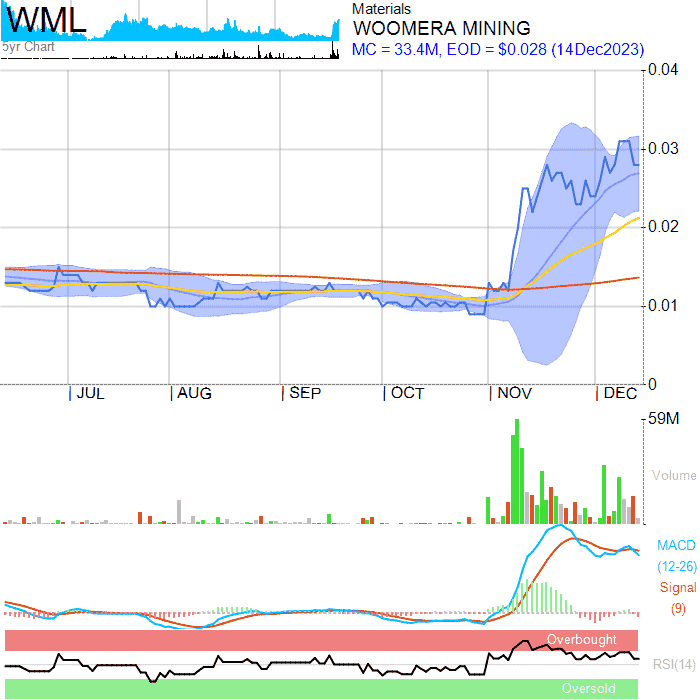 WML
5yr Chart
Materials
WOOMERA MINING
MC = 33.4M, EOD = $0.028 (14Dec2023)
0.04
0.03
0.02
0.01
0
JUL
AUG
SEP
OCT
NOV
DEC
59M
Volume
MACD
(12-26)
Signal
(9)
Overbought
RSI(14)
Oversold